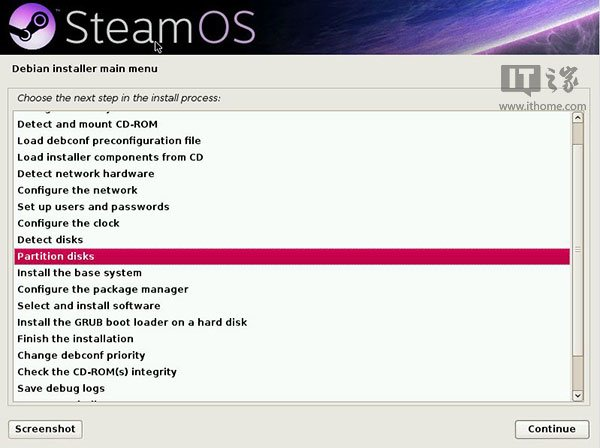 SteamOS
Debian installer main menu
IT之家
www.ithome.com
Choose the next step in the install process:
Detect and mount CD-ROM
Load debconf preconfiguration file
Load installer components from CD
Detect network hardware
Configure the network
Set up users and passwords
Configure the clock
Detect disks
Partition disks
Install the base system
Configure the package manager
Select and install software
Install the GRUB boot loader on a hard disk
Finish the installation
Change debconf priority
Check the CD-ROM(s) integrity
Save debug logs
Screenshot
Continue